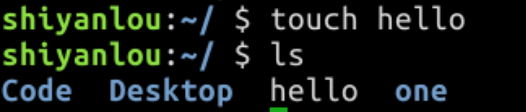 shiyanlou:~/ $ touch hello
shiyanlou:~/ $ ls
Code  Desktop  hello  one